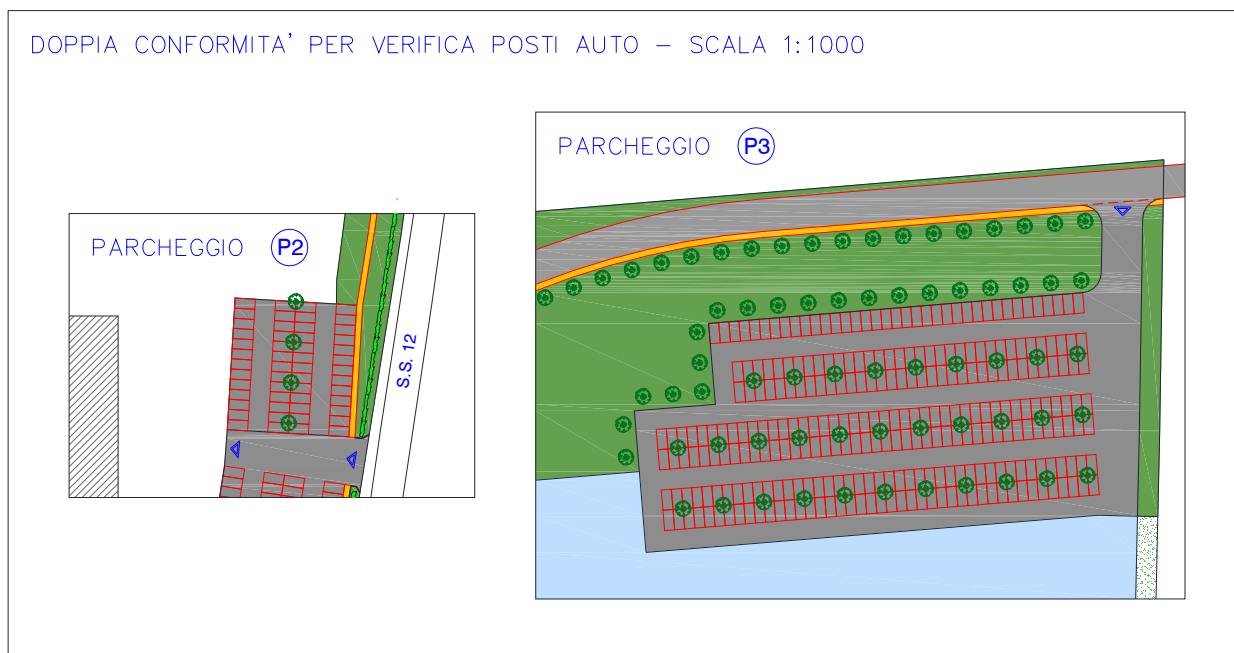 DOPPIA CONFORMITA' PER VERIFICA POSTI AUTO – SCALA 1:1000
PARCHEGGIO P3
PARCHEGGIO P2
S.S. 12